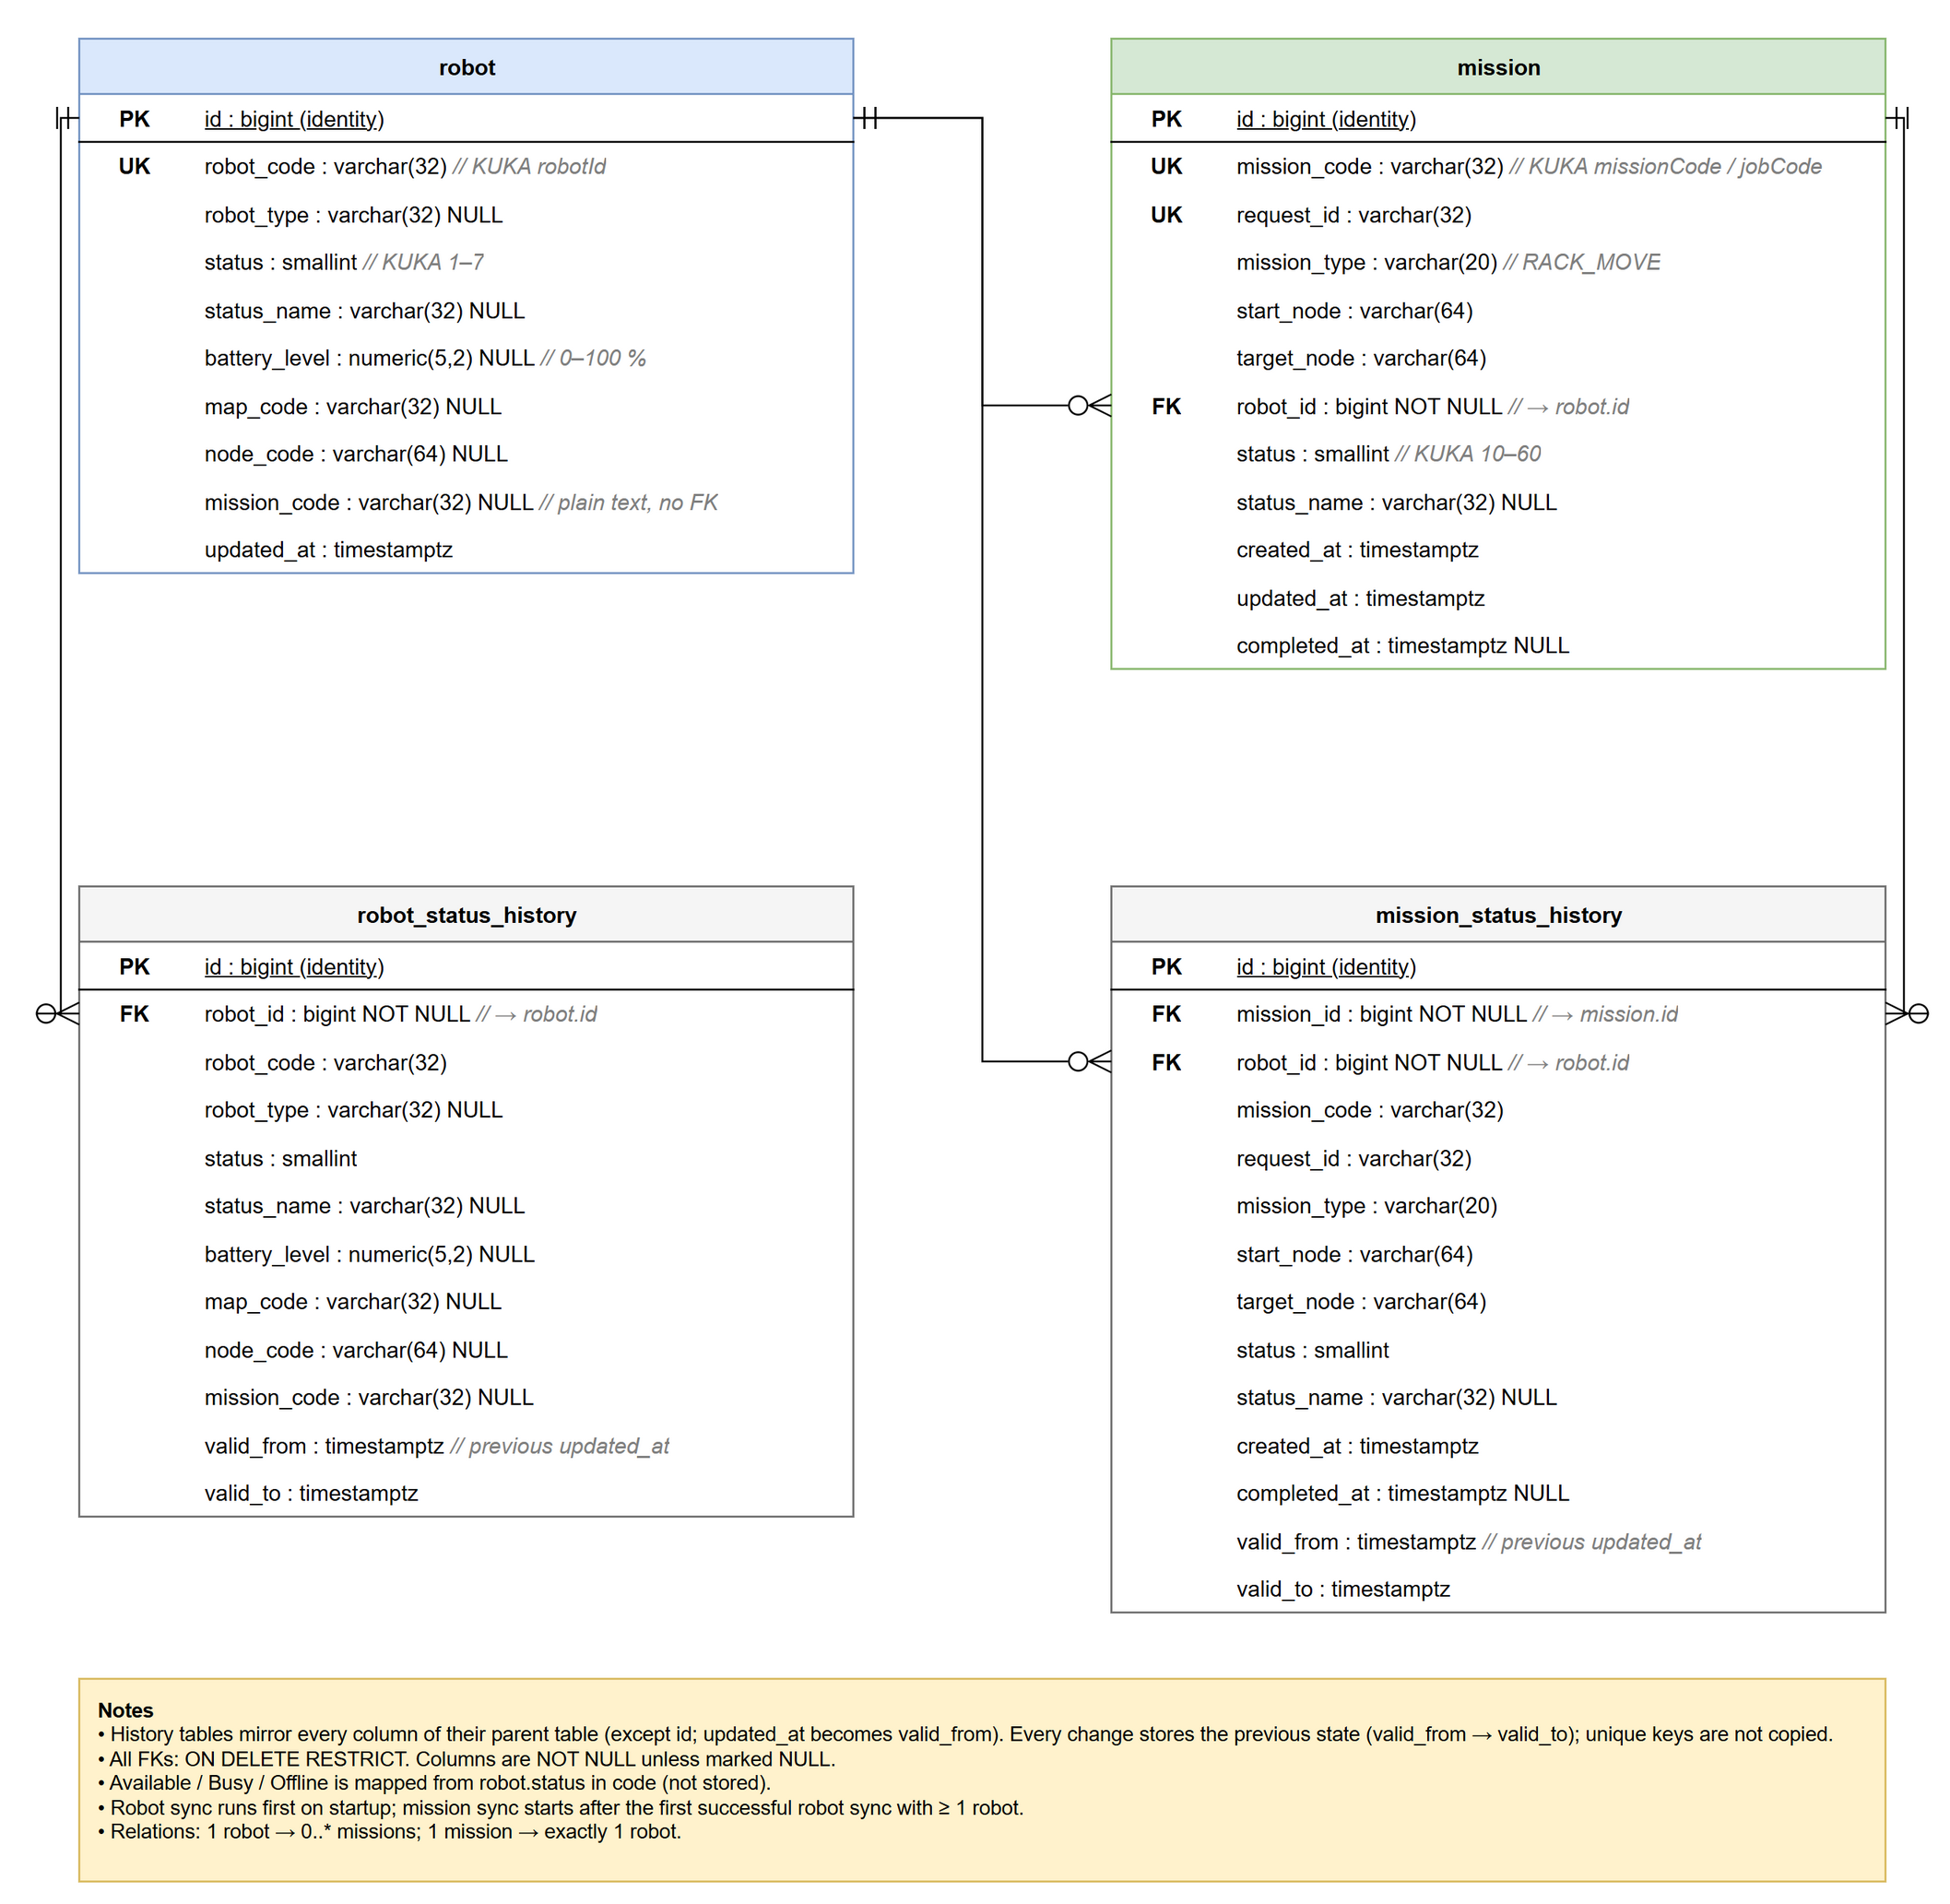 robot
PK id : bigint (identity)
UK robot_code : varchar(32) // KUKA robotId
robot_type : varchar(32) NULL
status : smallint // KUKA 1–7
status_name : varchar(32) NULL
battery_level : numeric(5,2) NULL // 0–100 %
map_code : varchar(32) NULL
node_code : varchar(64) NULL
mission_code : varchar(32) NULL // plain text, no FK
updated_at : timestamptz
mission
PK id : bigint (identity)
UK mission_code : varchar(32) // KUKA missionCode / jobCode
UK request_id : varchar(32)
mission_type : varchar(20) // RACK_MOVE
start_node : varchar(64)
target_node : varchar(64)
FK robot_id : bigint NOT NULL // → robot.id
status : smallint // KUKA 10–60
status_name : varchar(32) NULL
created_at : timestamptz
updated_at : timestamptz
completed_at : timestamptz NULL
robot_status_history
PK id : bigint (identity)
FK robot_id : bigint NOT NULL // → robot.id
robot_code : varchar(32)
robot_type : varchar(32) NULL
status : smallint
status_name : varchar(32) NULL
battery_level : numeric(5,2) NULL
map_code : varchar(32) NULL
node_code : varchar(64) NULL
mission_code : varchar(32) NULL
valid_from : timestamptz // previous updated_at
valid_to : timestamptz
mission_status_history
PK id : bigint (identity)
FK mission_id : bigint NOT NULL // → mission.id
FK robot_id : bigint NOT NULL // → robot.id
mission_code : varchar(32)
request_id : varchar(32)
mission_type : varchar(20)
start_node : varchar(64)
target_node : varchar(64)
status : smallint
status_name : varchar(32) NULL
created_at : timestamptz
completed_at : timestamptz NULL
valid_from : timestamptz // previous updated_at
valid_to : timestamptz
Notes
• History tables mirror every column of their parent table (except id; updated_at becomes valid_from). Every change stores the previous state (valid_from → valid_to); unique keys are not copied.
• All FKs: ON DELETE RESTRICT. Columns are NOT NULL unless marked NULL.
• Available / Busy / Offline is mapped from robot.status in code (not stored).
• Robot sync runs first on startup; mission sync starts after the first successful robot sync with ≥ 1 robot.
• Relations: 1 robot → 0..* missions; 1 mission → exactly 1 robot.